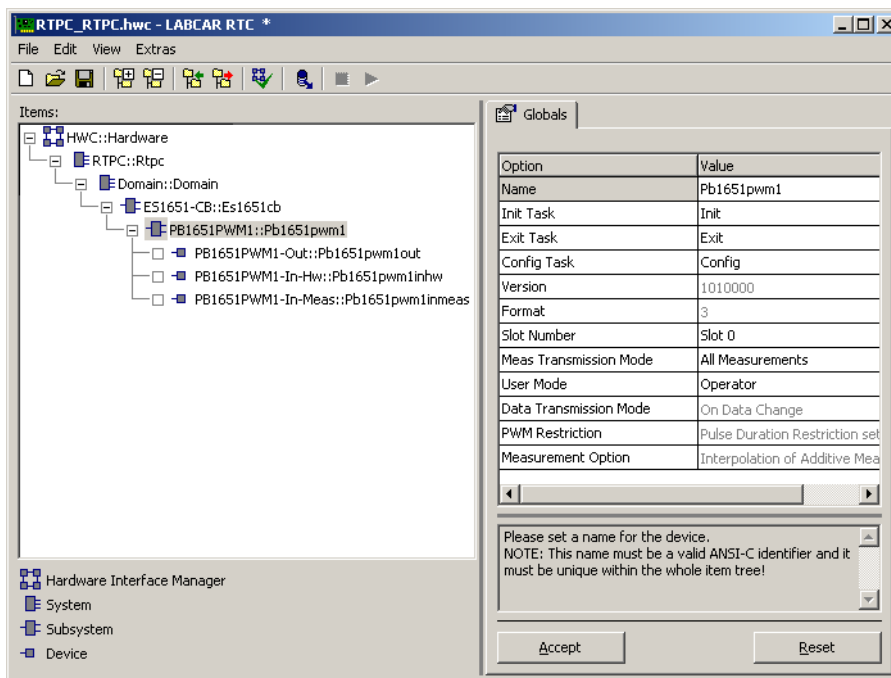 RTPC_RTPC.hwc - LABCAR RTC *
File Edit View Extras
Items:
HWC::Hardware
RTPC::Rtpc
Domain::Domain
ES1651-CB::Es1651cb
PB1651PWM1::Pb1651pwm1
PB1651PWM1-Out::Pb1651pwm1out
PB1651PWM1-In-Hw::Pb1651pwm1inhw
PB1651PWM1-In-Meas::Pb1651pwm1inmeas
Hardware Interface Manager
System
Subsystem
Device
Globals
Option Value
Name Pb1651pwm1
Init Task Init
Exit Task Exit
Config Task Config
Version 1010000
Format 3
Slot Number Slot 0
Meas Transmission Mode All Measurements
User Mode Operator
Data Transmission Mode On Data Change
PWM Restriction Pulse Duration Restriction set
Measurement Option Interpolation of Additive Mea
Please set a name for the device.
NOTE: This name must be a valid ANSI-C identifier and it
must be unique within the whole item tree!
Accept Reset